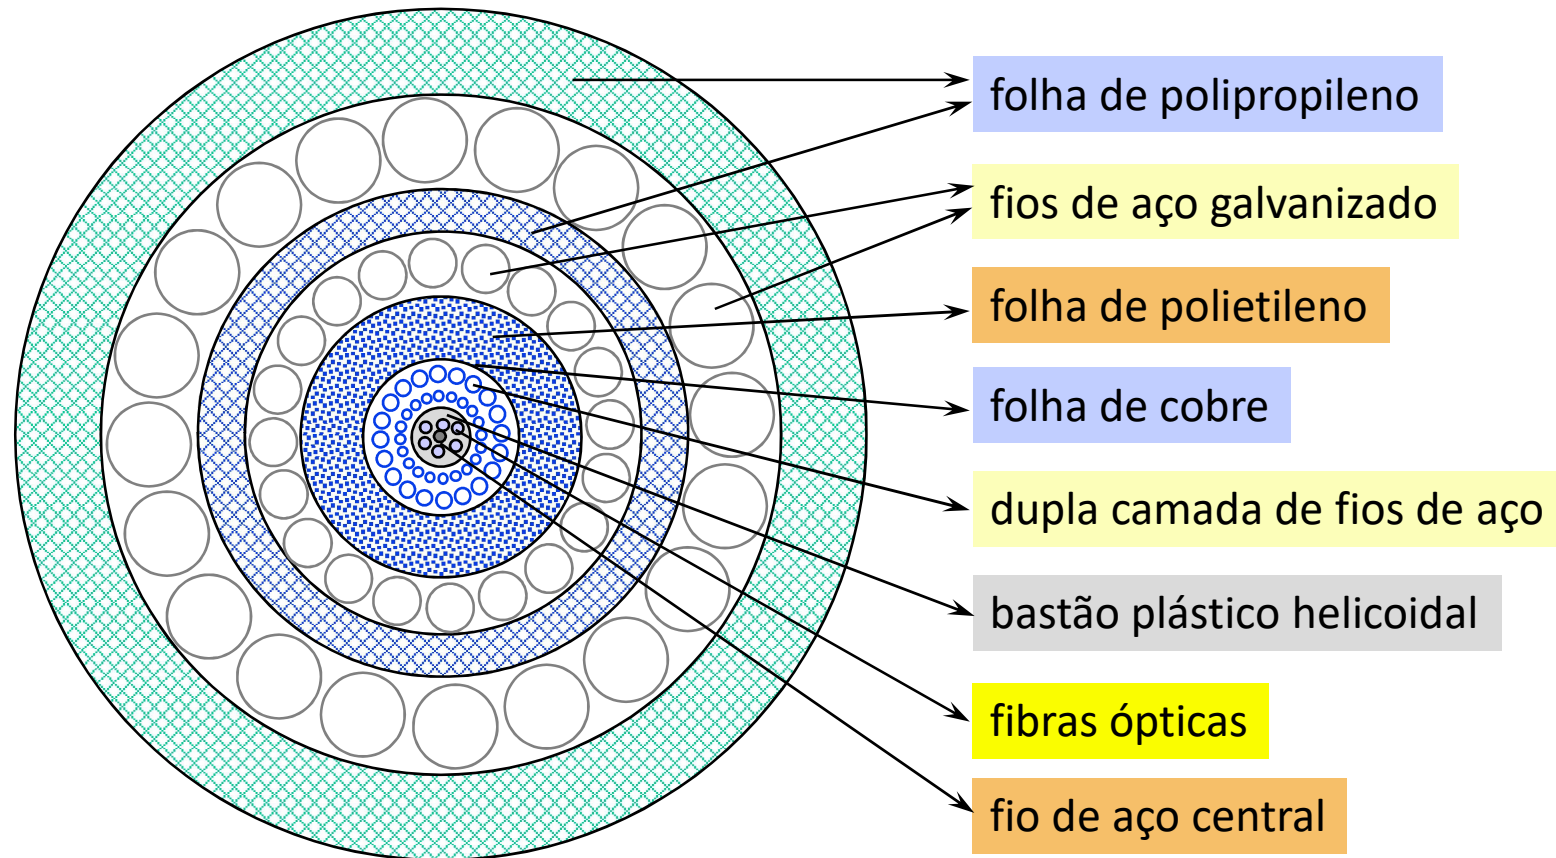 folha de polipropileno
fios de aço galvanizado
folha de polietileno
folha de cobre
dupla camada de fios de aço
bastão plástico helicoidal
fibras ópticas
fio de aço central